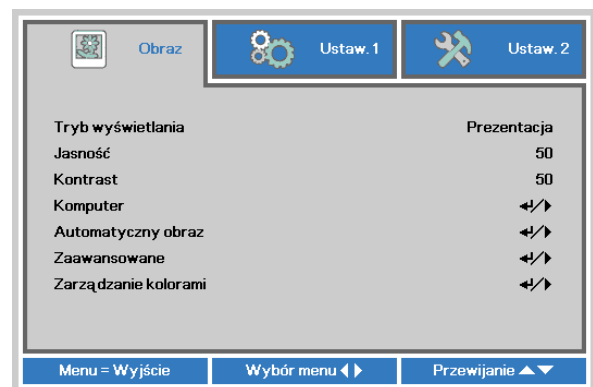 Obraz
Ustaw. 1
Ustaw. 2
Tryb wyświetlania Prezentacja
Jasność 50
Kontrast 50
Komputer ↵/▶
Automatyczny obraz ↵/▶
Zaawansowane ↵/▶
Zarządzanie kolorami ↵/▶
Menu = Wyjście
Wybór menu ◀ ▶
Przewijanie ▲▼